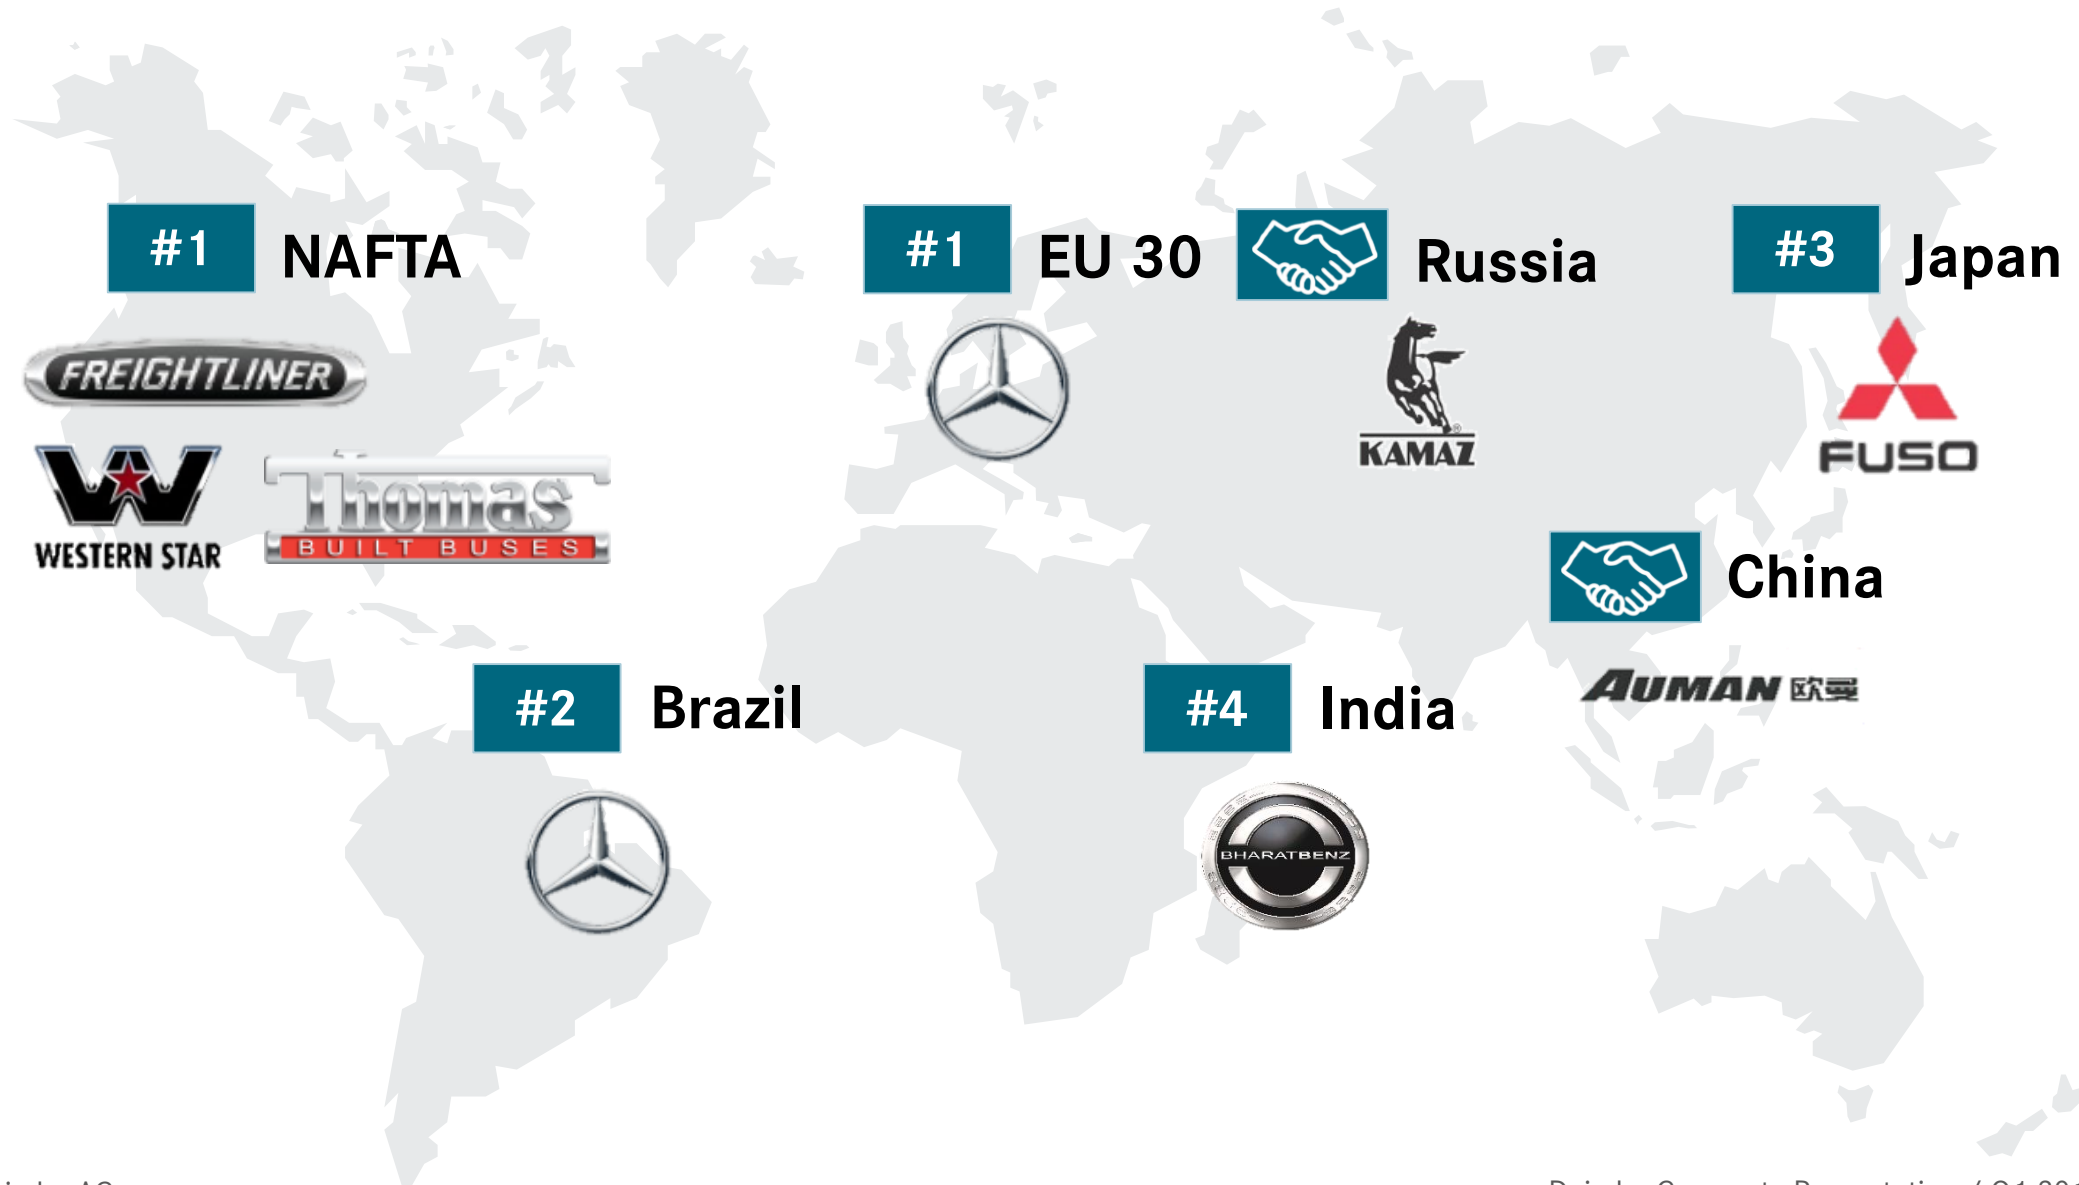 #1 NAFTA
FREIGHTLINER
WESTERN STAR
Thomas
BUILT BUSES
#1 EU 30
Russia
KAMAZ
#3 Japan
FUSO
China
AUMAN 欧曼
#2 Brazil
#4 India
BHARATBENZ